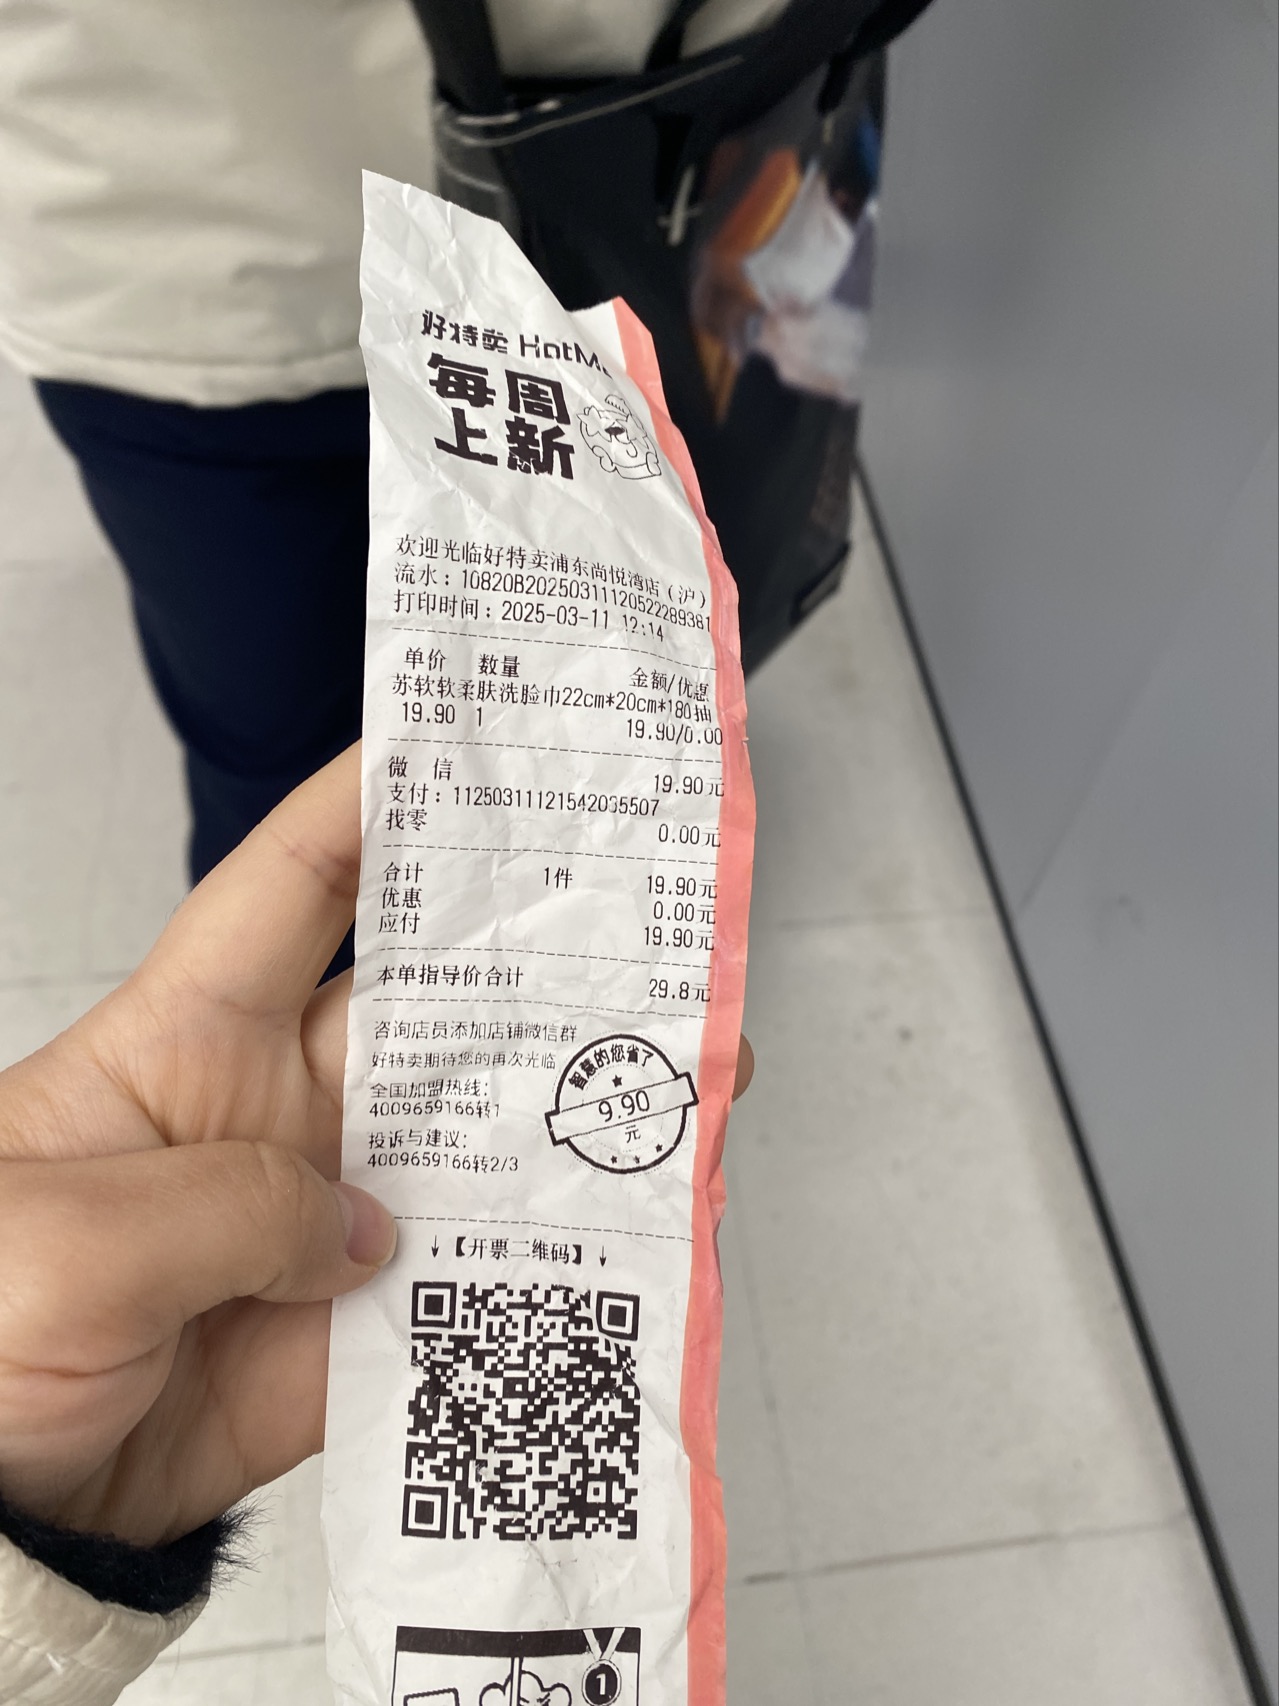 好特卖 HotMa
每周
上新
欢迎光临好特卖浦东尚悦湾店（沪）
流水：10820B20250311120522289381
打印时间：2025-03-11 12:14
单价 数量 金额/优惠
苏软软柔肤洗脸巾22cm*20cm*180抽
19.90 1 19.90/0.00
微 信 19.90元
支付：11250311121542035507
找零 0.00元
合计 1件 19.90元
优惠 0.00元
应付 19.90元
本单指导价合计 29.8元
咨询店员添加店铺微信群
好特卖期待您的再次光临
全国加盟热线：
4009659166转1
投诉与建议：
4009659166转2/3
智慧的您省了
9.90
元
↓【开票二维码】↓
1